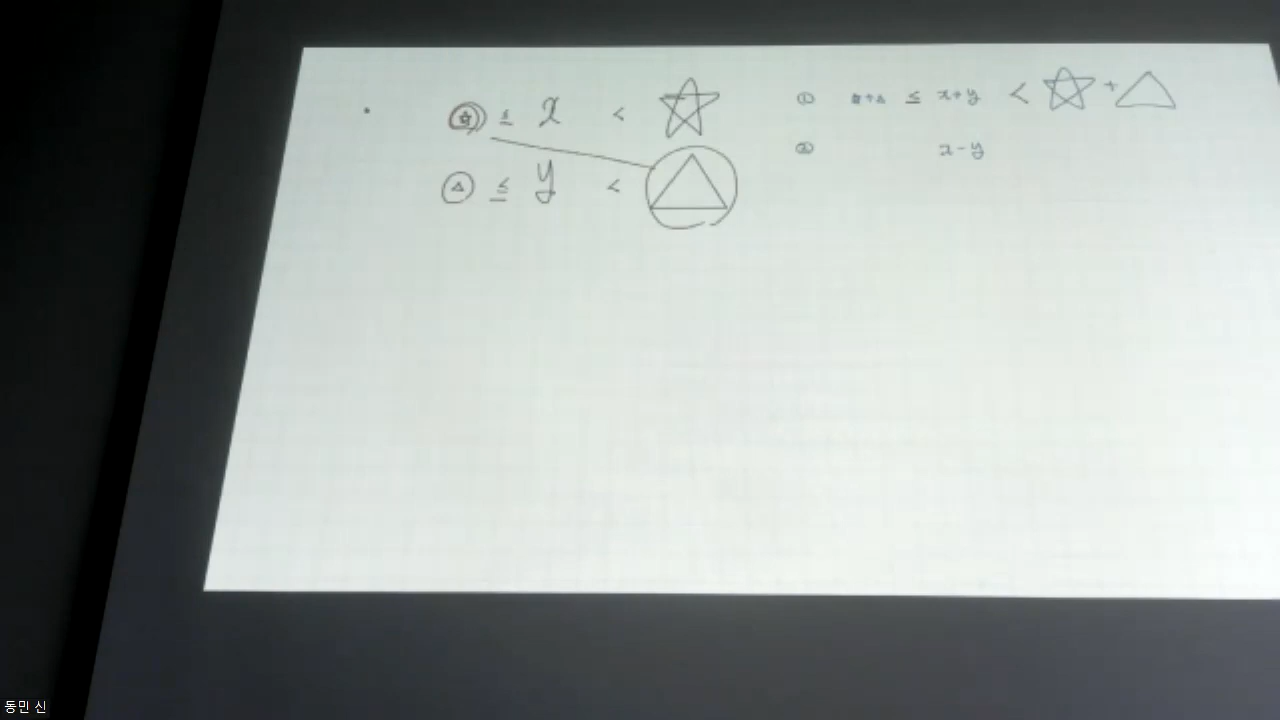 ☆ ≤ x < ☆
△ ≤ y < △
① ☆+△ ≤ x+y < ☆+△
② x-y
동민 신